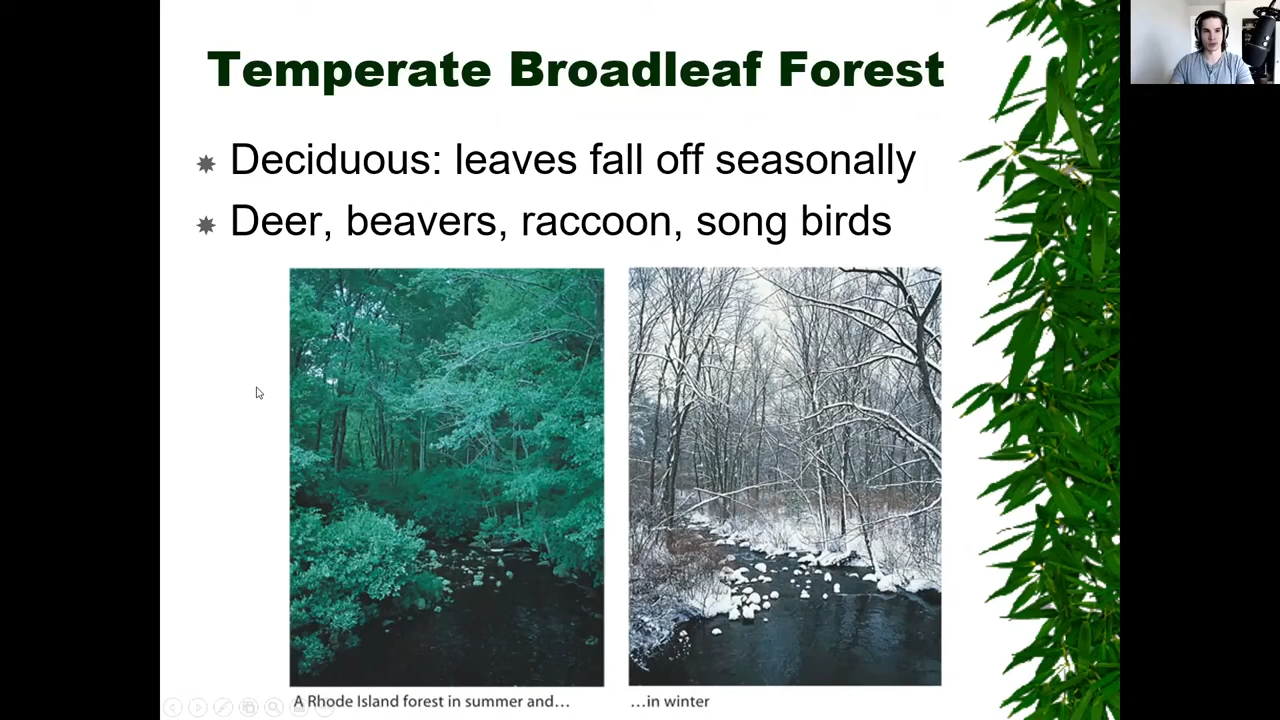 Temperate Broadleaf Forest
Deciduous: leaves fall off seasonally
Deer, beavers, raccoon, song birds
A Rhode Island forest in summer and…
…in winter